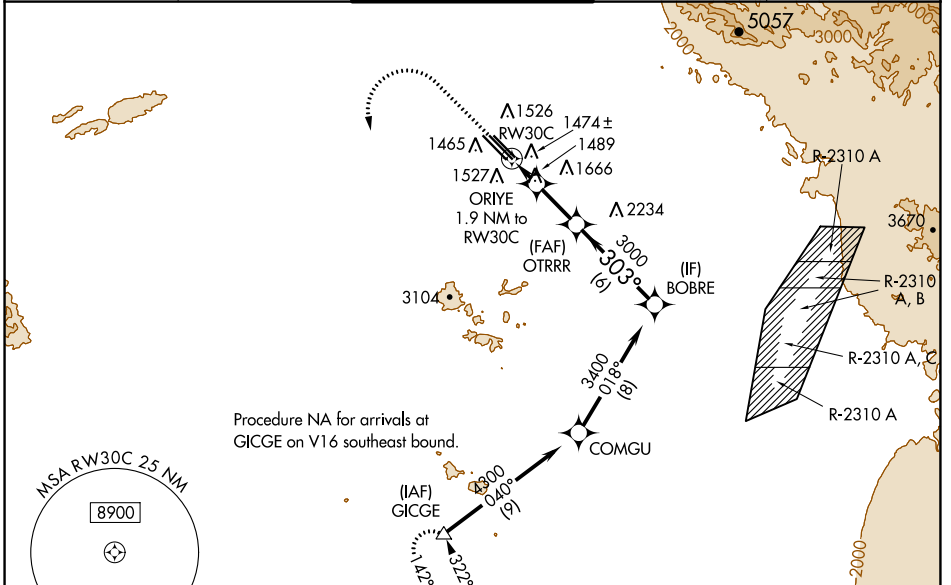 5057
2000
3000
1000
1526
RW30C
1474 ±
1489
1465
1527
1666
R-2310 A
ORIYE
1.9 NM to
RW30C
2234
3670
(FAF)
OTRRR
3000
303°
(6)
(IF)
BOBRE
R-2310
A, B
3104
3400
018°
(8)
R-2310 A, C
R-2310 A
Procedure NA for arrivals at
GICGE on V16 southeast bound.
COMGU
MSA RW30C 25 NM
8900
(IAF)
GICGE
4300
040°
(9)
142°
322°
2000